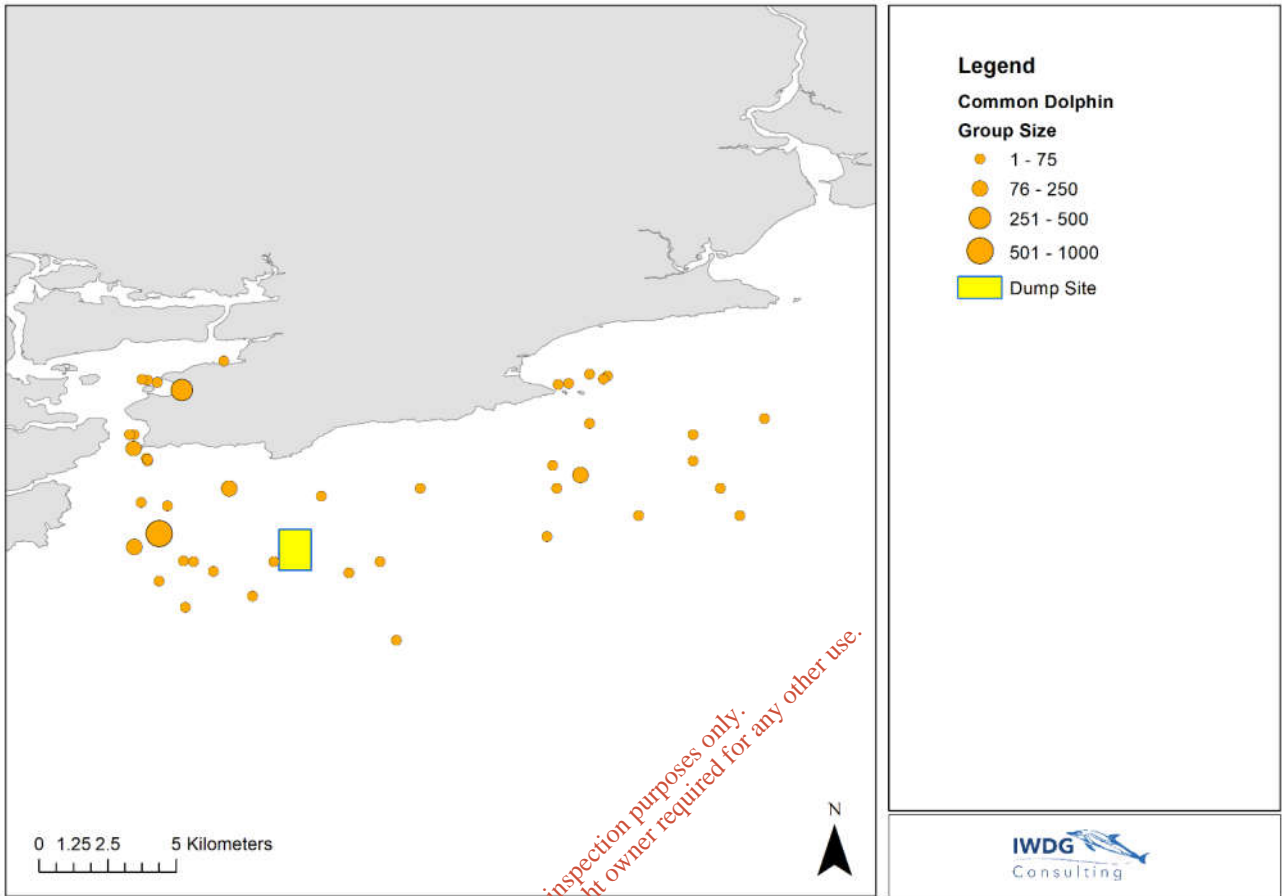 Legend
Common Dolphin
Group Size
1 - 75
76 - 250
251 - 500
501 - 1000
Dump Site
inspection purposes only.
owner required for any other use.
N
0 1.25 2.5 5 Kilometers
IWDG
Consulting